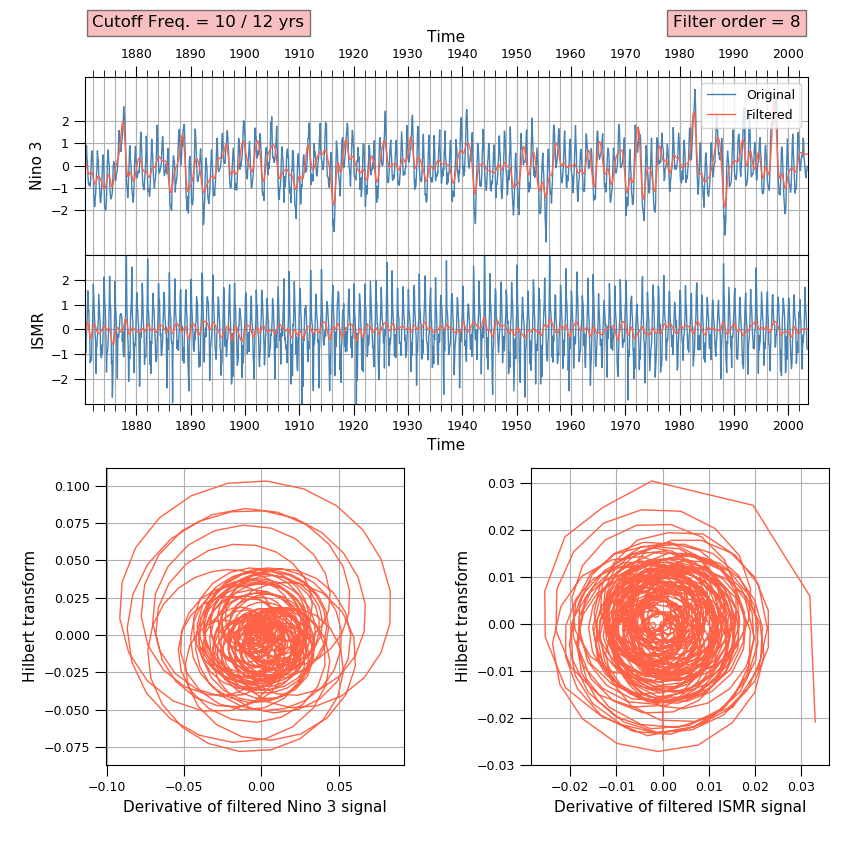 Cutoff Freq. = 10 / 12 yrs
Filter order = 8
Time
1880 1890 1900 1910 1920 1930 1940 1950 1960 1970 1980 1990 2000
Original
Filtered
Nino 3
2
1
0
−1
−2
ISMR
2
1
0
−1
−2
1880 1890 1900 1910 1920 1930 1940 1950 1960 1970 1980 1990 2000
Time
Hilbert transform
0.100
0.075
0.050
0.025
0.000
−0.025
−0.050
−0.075
−0.10 −0.05 0.00 0.05
Derivative of filtered Nino 3 signal
Hilbert transform
0.03
0.02
0.01
0.00
−0.01
−0.02
−0.03
−0.02 −0.01 0.00 0.01 0.02 0.03
Derivative of filtered ISMR signal